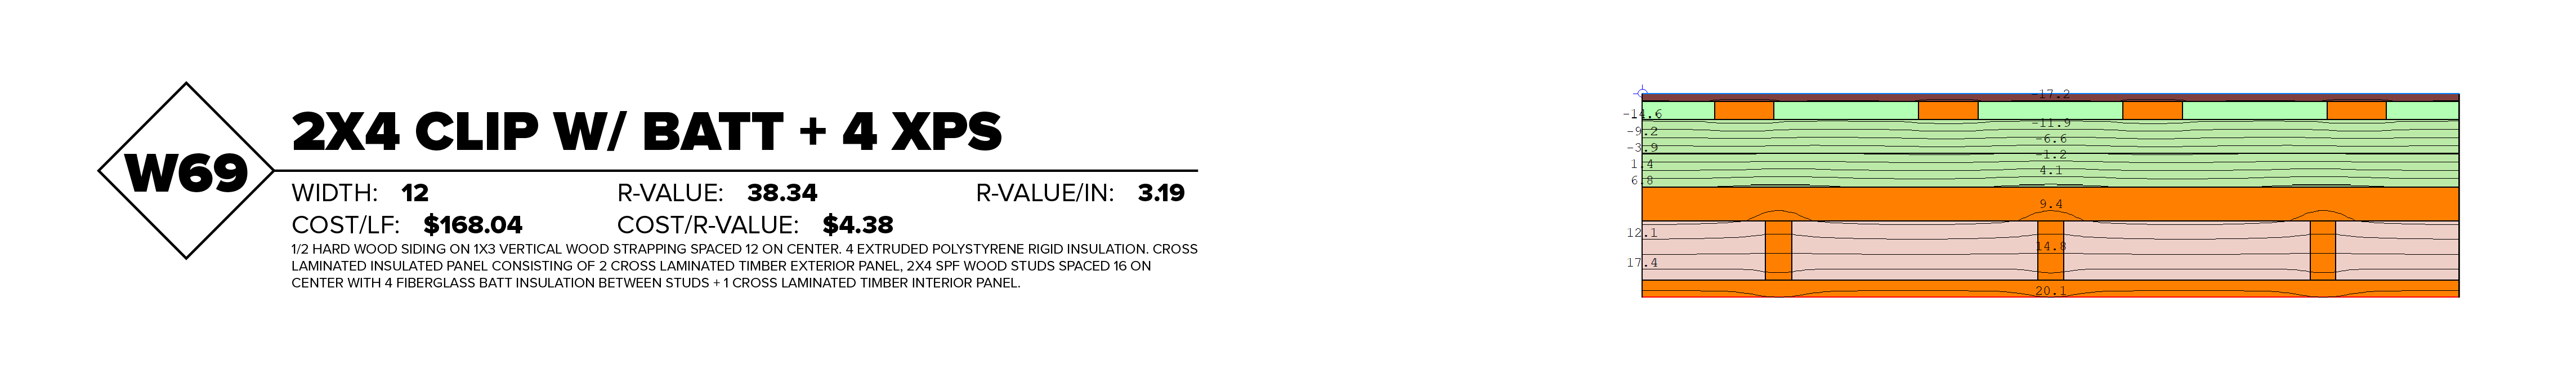 W69
2X4 CLIP W/ BATT + 4 XPS
WIDTH: 12 R-VALUE: 38.34 R-VALUE/IN: 3.19
COST/LF: $168.04 COST/R-VALUE: $4.38
1/2 HARD WOOD SIDING ON 1X3 VERTICAL WOOD STRAPPING SPACED 12 ON CENTER. 4 EXTRUDED POLYSTYRENE RIGID INSULATION. CROSS
LAMINATED INSULATED PANEL CONSISTING OF 2 CROSS LAMINATED TIMBER EXTERIOR PANEL, 2X4 SPF WOOD STUDS SPACED 16 ON
CENTER WITH 4 FIBERGLASS BATT INSULATION BETWEEN STUDS + 1 CROSS LAMINATED TIMBER INTERIOR PANEL.
-17.2
-14.6
-11.9
-9.2
-6.6
-3.9
-1.2
1.4
4.1
6.8
9.4
12.1
14.8
17.4
20.1